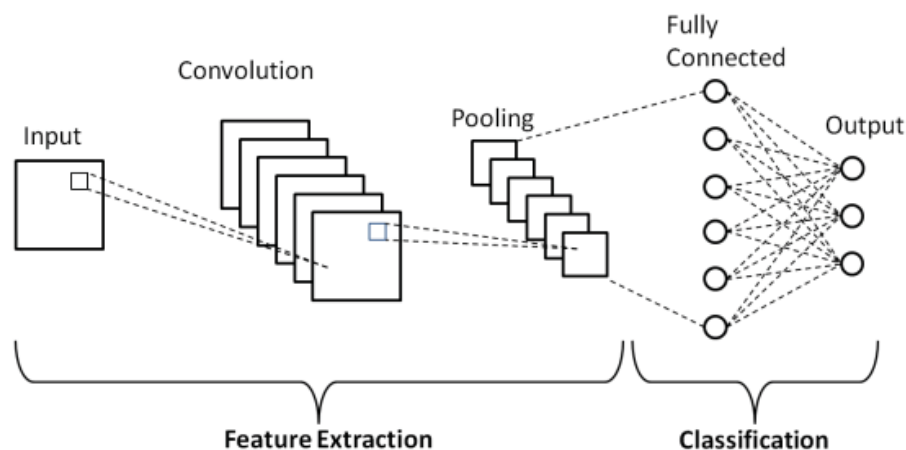 Input
Convolution
Pooling
Fully
Connected
Output
Feature Extraction
Classification